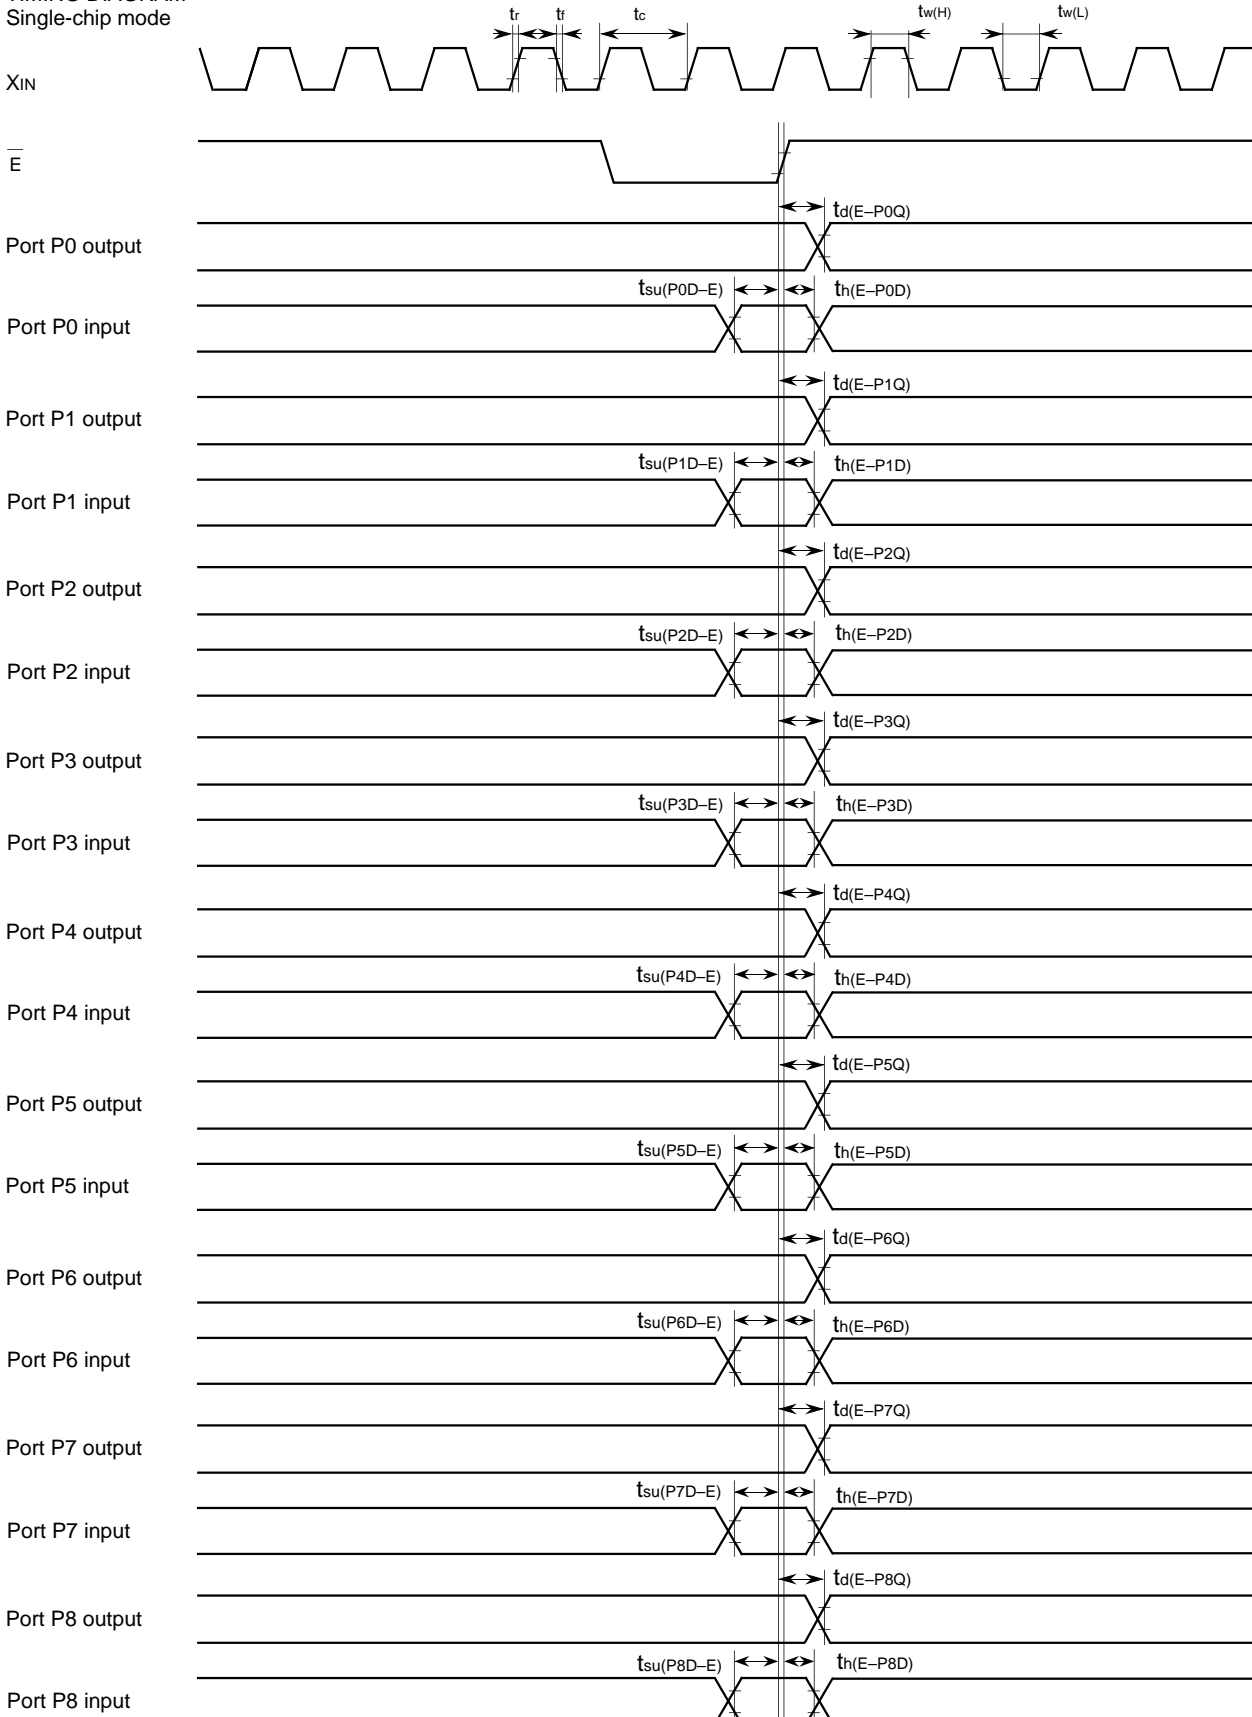 Single-chip mode
tr tf tc tw(H) tw(L)
XIN
E
td(E–P0Q)
Port P0 output
tsu(P0D–E) th(E–P0D)
Port P0 input
td(E–P1Q)
Port P1 output
tsu(P1D–E) th(E–P1D)
Port P1 input
td(E–P2Q)
Port P2 output
tsu(P2D–E) th(E–P2D)
Port P2 input
td(E–P3Q)
Port P3 output
tsu(P3D–E) th(E–P3D)
Port P3 input
td(E–P4Q)
Port P4 output
tsu(P4D–E) th(E–P4D)
Port P4 input
td(E–P5Q)
Port P5 output
tsu(P5D–E) th(E–P5D)
Port P5 input
td(E–P6Q)
Port P6 output
tsu(P6D–E) th(E–P6D)
Port P6 input
td(E–P7Q)
Port P7 output
tsu(P7D–E) th(E–P7D)
Port P7 input
td(E–P8Q)
Port P8 output
tsu(P8D–E) th(E–P8D)
Port P8 input